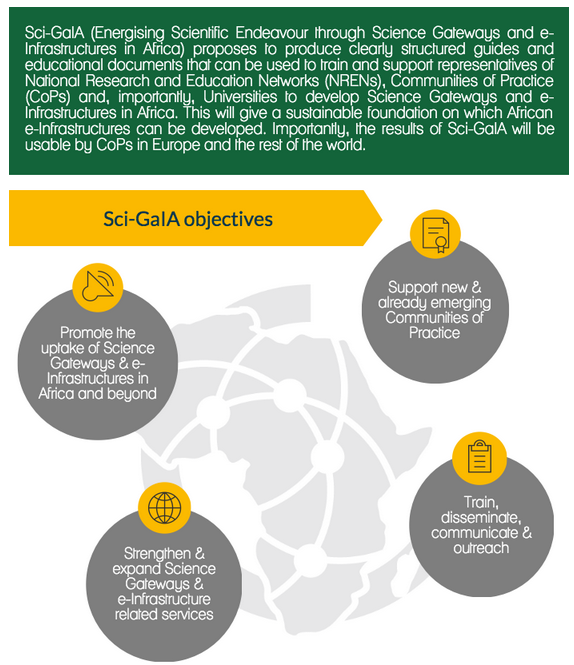 Sci-GaIA (Energising Scientific Endeavour through Science Gateways and e-
Infrastructures in Africa) proposes to produce clearly structured guides and
educational documents that can be used to train and support representatives of
National Research and Education Networks (NRENs), Communities of Practice
(CoPs) and, importantly, Universities to develop Science Gateways and e-
Infrastructures in Africa. This will give a sustainable foundation on which African
e-Infrastructures can be developed. Importantly, the results of Sci-GaIA will be
usable by CoPs in Europe and the rest of the world.
Sci-GaIA objectives
Support new &
already emerging
Communities of
Practice
Promote the
uptake of Science
Gateways & e-
Infrastructures in
Africa and beyond
Train,
disseminate,
communicate &
outreach
Strengthen &
expand Science
Gateways &
e-Infrastructure
related services